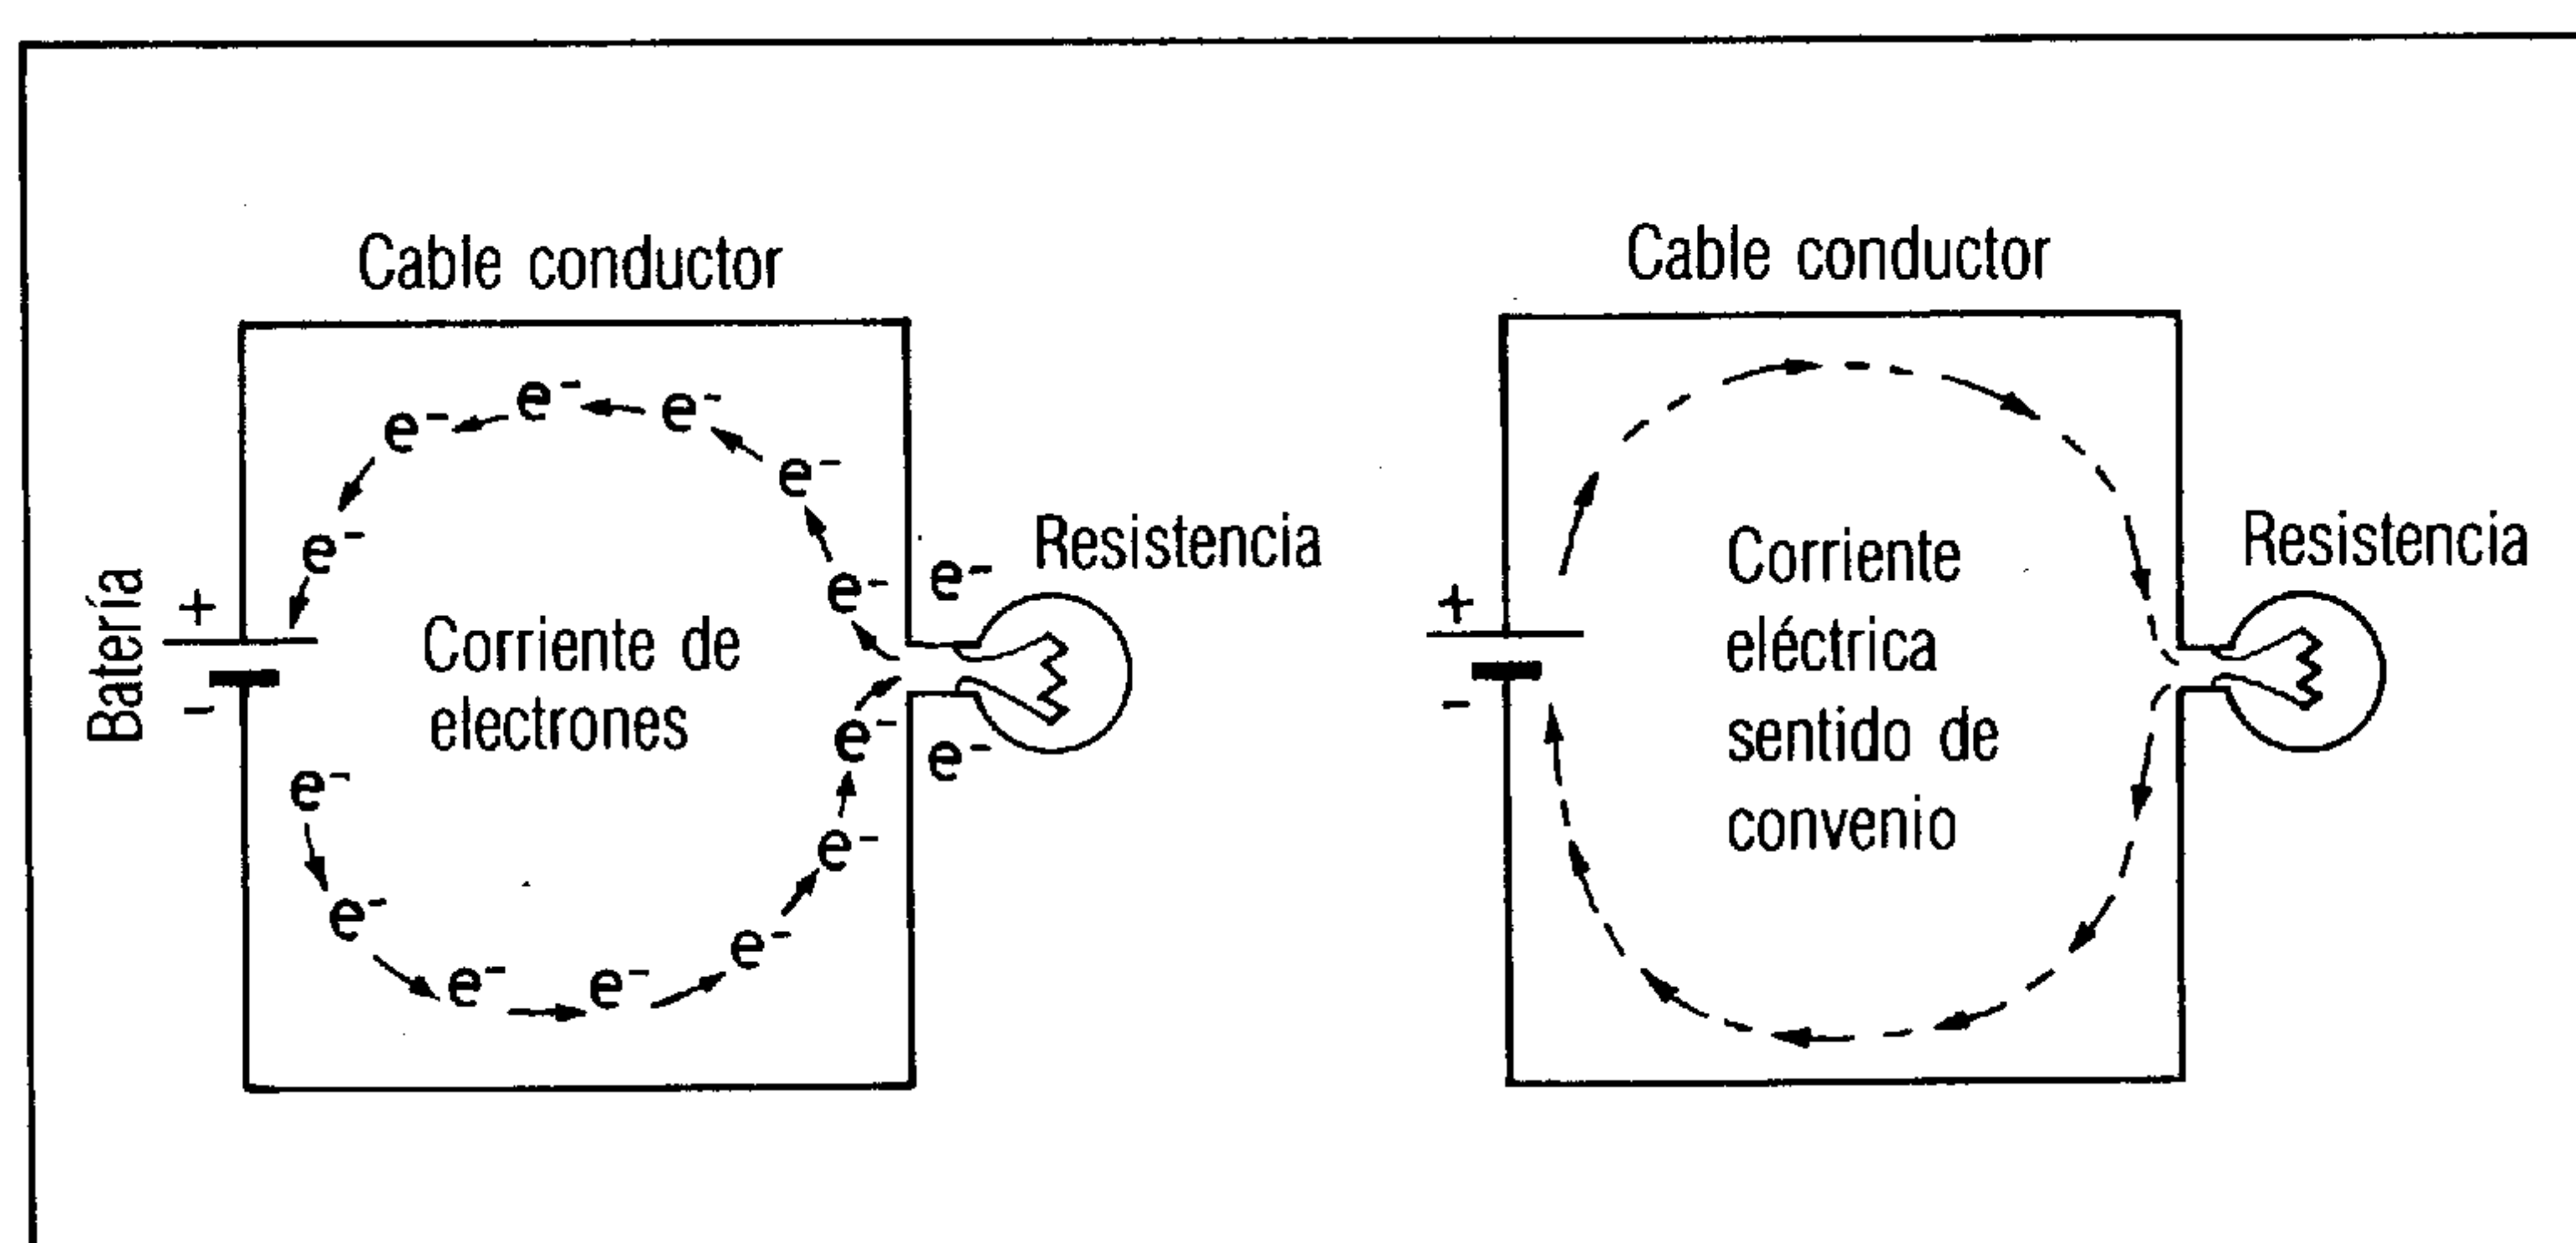 Cable conductor
e⁻ e⁻ e⁻
e⁻
e⁻
e⁻ e⁻
Resistencia
Batería
+
-
Corriente de
electrones
e⁻ e⁻
e⁻
e⁻
e⁻
e⁻
e⁻ e⁻
Cable conductor
Resistencia
+
-
Corriente
eléctrica
sentido de
convenio